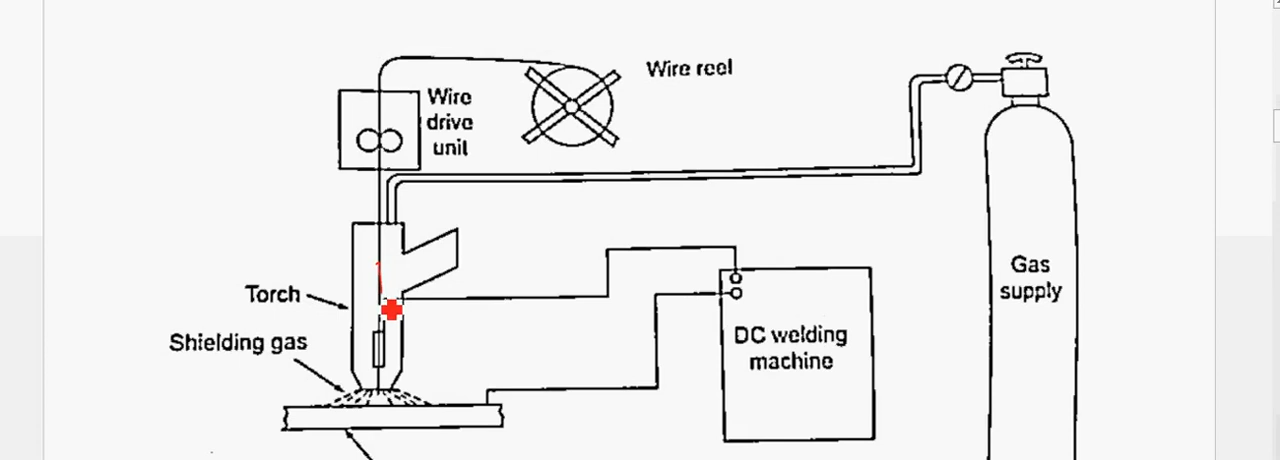 Wire reel
Wire
drive
unit
Gas
supply
Torch
Shielding gas
DC welding
machine